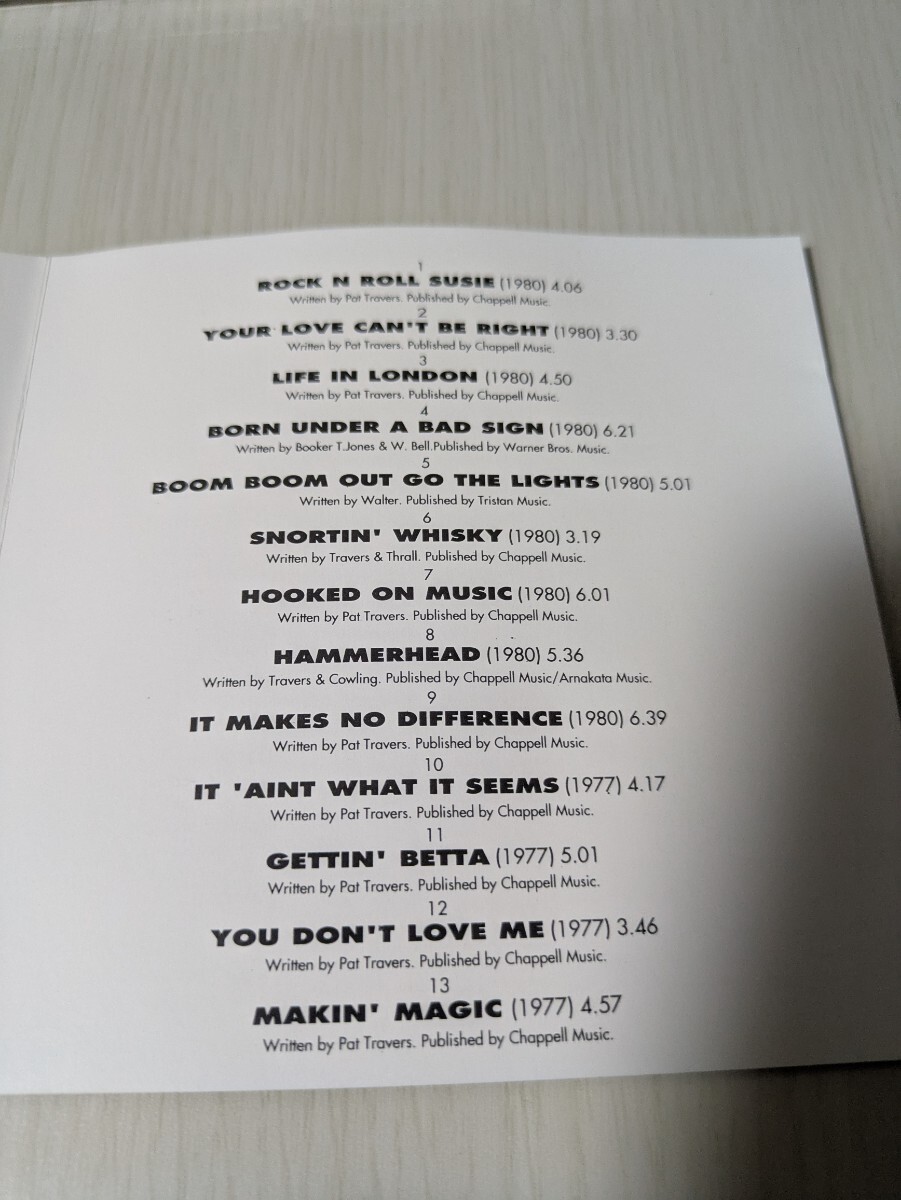 1
ROCK N ROLL SUSIE (1980) 4.06
Written by Pat Travers. Published by Chappell Music.
2
YOUR LOVE CAN'T BE RIGHT (1980) 3.30
Written by Pat Travers. Published by Chappell Music.
3
LIFE IN LONDON (1980) 4.50
Written by Pat Travers. Published by Chappell Music.
4
BORN UNDER A BAD SIGN (1980) 6.21
Written by Booker T.Jones & W. Bell.Published by Warner Bros. Music.
5
BOOM BOOM OUT GO THE LIGHTS (1980) 5.01
Written by Walter. Published by Tristan Music.
6
SNORTIN' WHISKY (1980) 3.19
Written by Travers & Thrall. Published by Chappell Music.
7
HOOKED ON MUSIC (1980) 6.01
Written by Pat Travers. Published by Chappell Music.
8
HAMMERHEAD (1980) 5.36
Written by Travers & Cowling. Published by Chappell Music/Arnakata Music.
9
IT MAKES NO DIFFERENCE (1980) 6.39
Written by Pat Travers. Published by Chappell Music.
10
IT 'AINT WHAT IT SEEMS (1977) 4.17
Written by Pat Travers. Published by Chappell Music.
11
GETTIN' BETTA (1977) 5.01
Written by Pat Travers. Published by Chappell Music.
12
YOU DON'T LOVE ME (1977) 3.46
Written by Pat Travers. Published by Chappell Music.
13
MAKIN' MAGIC (1977) 4.57
Written by Pat Travers. Published by Chappell Music.